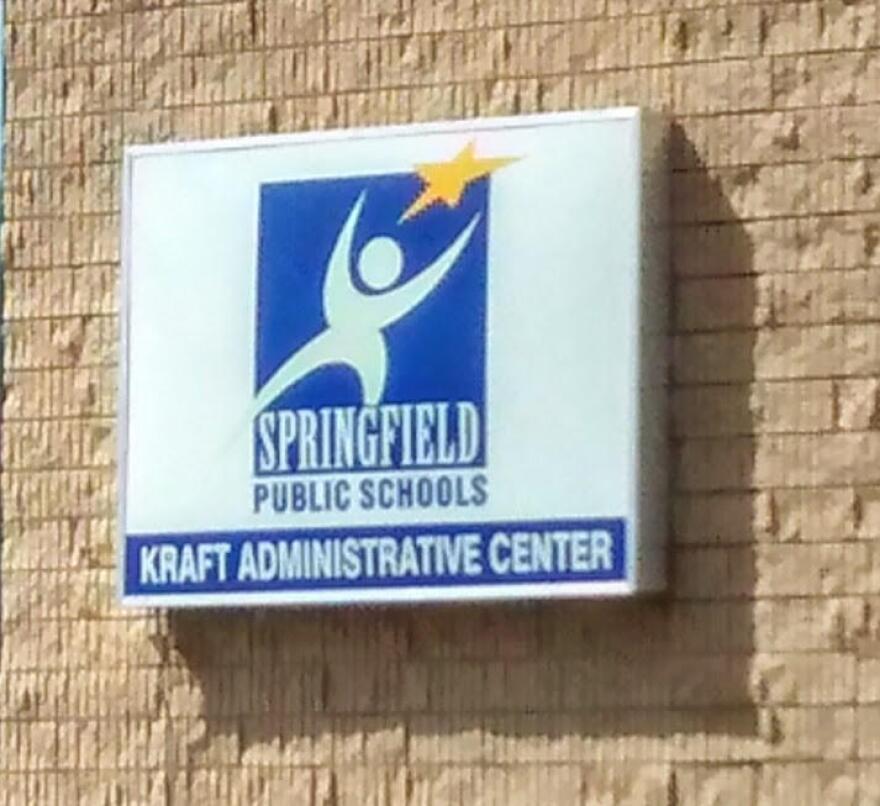 SPRINGFIELD
PUBLIC SCHOOLS
KRAFT ADMINISTRATIVE CENTER